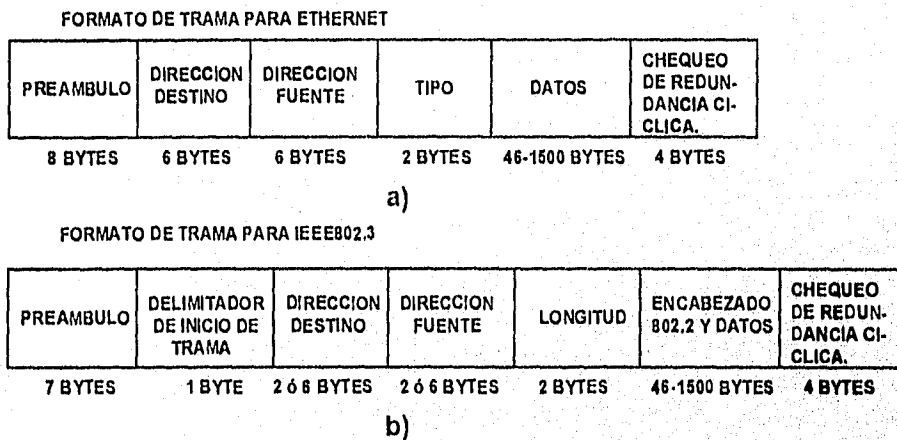 FORMATO DE TRAMA PARA ETHERNET
PREAMBULO
DIRECCION
DESTINO
DIRECCION
FUENTE
TIPO
DATOS
CHEQUEO
DE REDUN-
DANCIA CI-
CLICA.
8 BYTES 6 BYTES 6 BYTES 2 BYTES 46-1500 BYTES 4 BYTES
a)
FORMATO DE TRAMA PARA IEEE802.3
PREAMBULO
DELIMITADOR
DE INICIO DE
TRAMA
DIRECCION
DESTINO
DIRECCION
FUENTE
LONGITUD
ENCABEZADO
802.2 Y DATOS
CHEQUEO
DE REDUN-
DANCIA CI-
CLICA.
7 BYTES 1 BYTE 2 ó 6 BYTES 2 ó 6 BYTES 2 BYTES 46-1500 BYTES 4 BYTES
b)